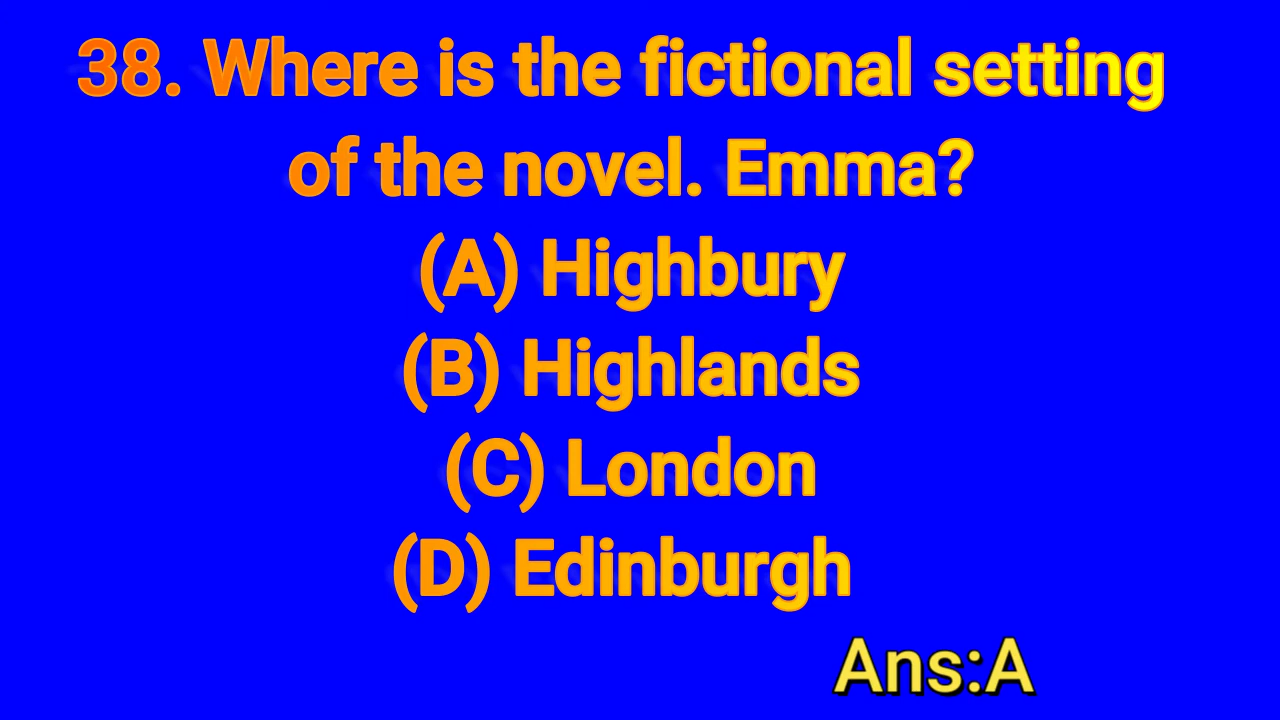 38. Where is the fictional setting
of the novel. Emma?
(A) Highbury
(B) Highlands
(C) London
(D) Edinburgh
Ans:A